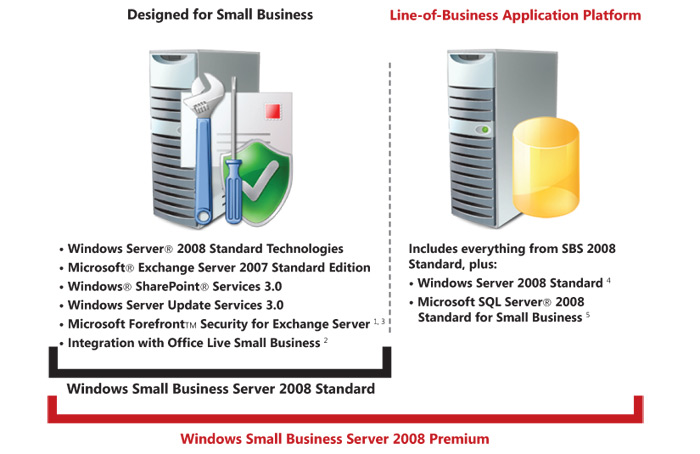 Designed for Small Business
• Windows Server® 2008 Standard Technologies
• Microsoft® Exchange Server 2007 Standard Edition
• Windows® SharePoint® Services 3.0
• Windows Server Update Services 3.0
• Microsoft Forefront™ Security for Exchange Server 1, 3
• Integration with Office Live Small Business 2
Windows Small Business Server 2008 Standard
Line-of-Business Application Platform
Includes everything from SBS 2008
Standard, plus:
• Windows Server 2008 Standard 4
• Microsoft SQL Server® 2008
Standard for Small Business 5
Windows Small Business Server 2008 Premium